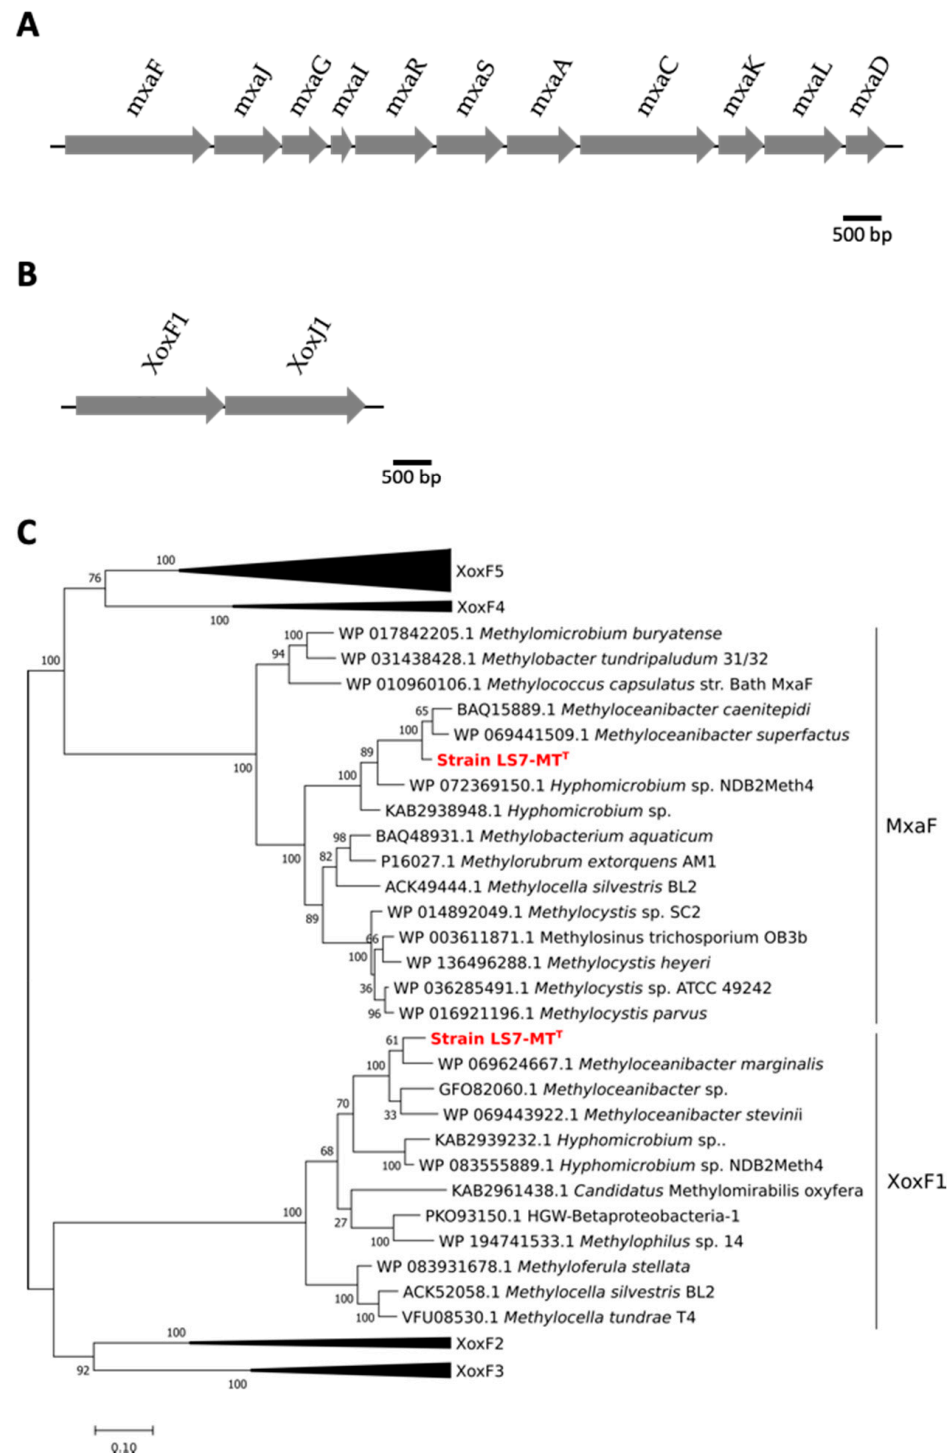 A
mxaF mxaJ mxaG mxaI mxaR mxaS mxaA mxaC mxaK mxaL mxaD
500 bp
B
XoxF1 XoxJ1
500 bp
C
100 XoxF5
76
100 XoxF4
100
100 WP 017842205.1 Methylomicrobium buryatense
94 WP 031438428.1 Methylobacter tundripaludum 31/32
WP 010960106.1 Methylococcus capsulatus str. Bath MxaF
65 BAQ15889.1 Methyloceanibacter caenitepidi
100 WP 069441509.1 Methyloceanibacter superfactus
89 Strain LS7-MTᵀ
100
100 WP 072369150.1 Hyphomicrobium sp. NDB2Meth4
KAB2938948.1 Hyphomicrobium sp.
MxaF
98 BAQ48931.1 Methylobacterium aquaticum
100 82 P16027.1 Methylorubrum extorquens AM1
ACK49444.1 Methylocella silvestris BL2
89 WP 014892049.1 Methylocystis sp. SC2
66 WP 003611871.1 Methylosinus trichosporium OB3b
100 WP 136496288.1 Methylocystis heyeri
36 WP 036285491.1 Methylocystis sp. ATCC 49242
96 WP 016921196.1 Methylocystis parvus
61 Strain LS7-MTᵀ
100 WP 069624667.1 Methyloceanibacter marginalis
GFO82060.1 Methyloceanibacter sp.
70 33 WP 069443922.1 Methyloceanibacter stevinii
68 KAB2939232.1 Hyphomicrobium sp..
100 WP 083555889.1 Hyphomicrobium sp. NDB2Meth4
XoxF1
KAB2961438.1 Candidatus Methylomirabilis oxyfera
100 27 PKO93150.1 HGW-Betaproteobacteria-1
100 WP 194741533.1 Methylophilus sp. 14
WP 083931678.1 Methyloferula stellata
100 ACK52058.1 Methylocella silvestris BL2
100 VFU08530.1 Methylocella tundrae T4
100 XoxF2
92 XoxF3
100
0.10